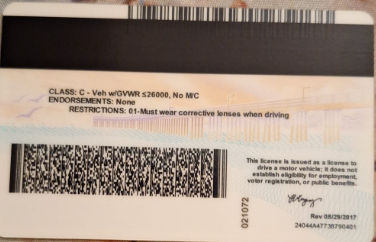 CLASS: C - Veh w/GVWR ≤26000, No M/C
ENDORSEMENTS: None
RESTRICTIONS: 01-Must wear corrective lenses when driving
This license is issued as a license to
drive a motor vehicle; it does not
establish eligibility for employment,
voter registration, or public benefits.
021072
Rev 08/29/2017